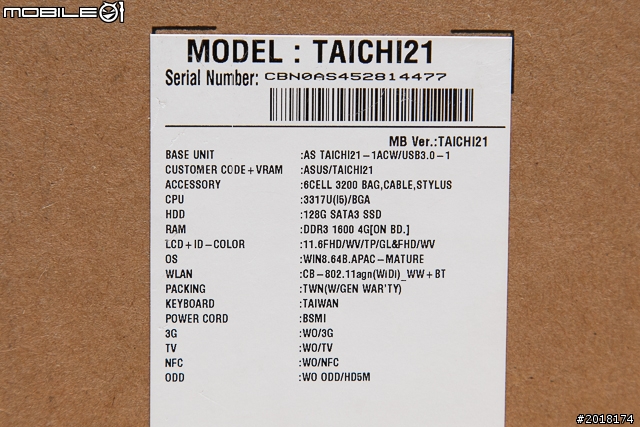 MOBILE01
MODEL : TAICHI21
Serial Number: CBN0AS452814477
MB Ver.:TAICHI21
BASE UNIT :AS TAICHI21-1ACW/USB3.0-1
CUSTOMER CODE+VRAM :ASUS/TAICHI21
ACCESSORY :6CELL 3200 BAG,CABLE,STYLUS
CPU :3317U(I5)/BGA
HDD :128G SATA3 SSD
RAM :DDR3 1600 4G[ON BD.]
LCD+ID-COLOR :11.6FHD/WV/TP/GL&FHD/WV
OS :WIN8.64B.APAC-MATURE
WLAN :CB-802.11agn(WiDi)_WW+BT
PACKING :TWN(W/GEN WAR'TY)
KEYBOARD :TAIWAN
POWER CORD :BSMI
3G :WO/3G
TV :WO/TV
NFC :WO/NFC
ODD :WO ODD/HD5M
#2018174